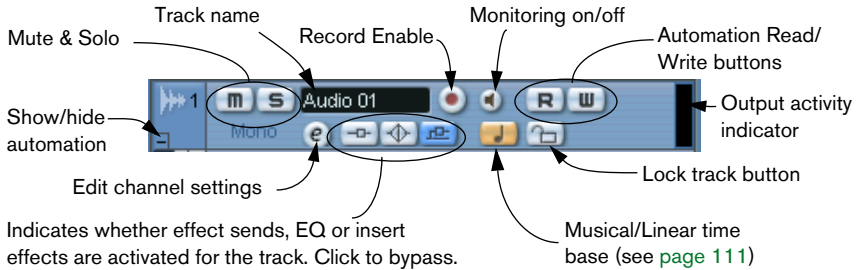 Track name
Monitoring on/off
Mute & Solo
Record Enable
Automation Read/
Write buttons
1
m
S
Audio 01
R
W
Show/hide
automation
Mono
e
Output activity
indicator
Edit channel settings
Lock track button
Indicates whether effect sends, EQ or insert
effects are activated for the track. Click to bypass.
Musical/Linear time
base (see page 111)